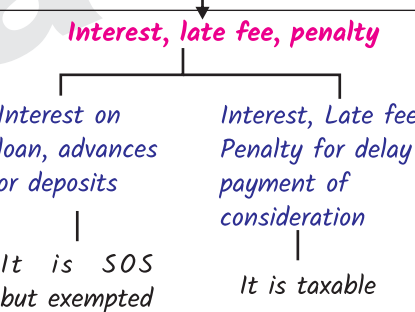 Interest, late fee, penalty
Interest on
loan, advances
or deposits
It is SOS
but exempted
Interest, Late fee
Penalty for delay
payment of
consideration
It is taxable